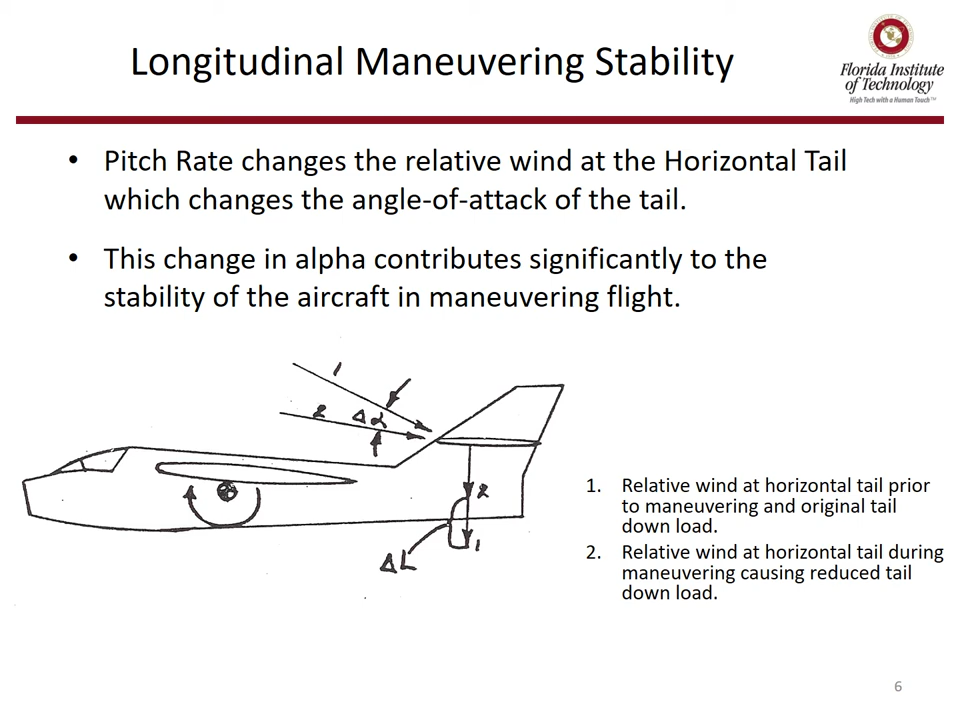 Longitudinal Maneuvering Stability
Florida Institute
of Technology
High Tech with a Human Touch™
• Pitch Rate changes the relative wind at the Horizontal Tail
which changes the angle-of-attack of the tail.
• This change in alpha contributes significantly to the
stability of the aircraft in maneuvering flight.
1
2 Δα
2
1
ΔL
1. Relative wind at horizontal tail prior
to maneuvering and original tail
down load.
2. Relative wind at horizontal tail during
maneuvering causing reduced tail
down load.
6